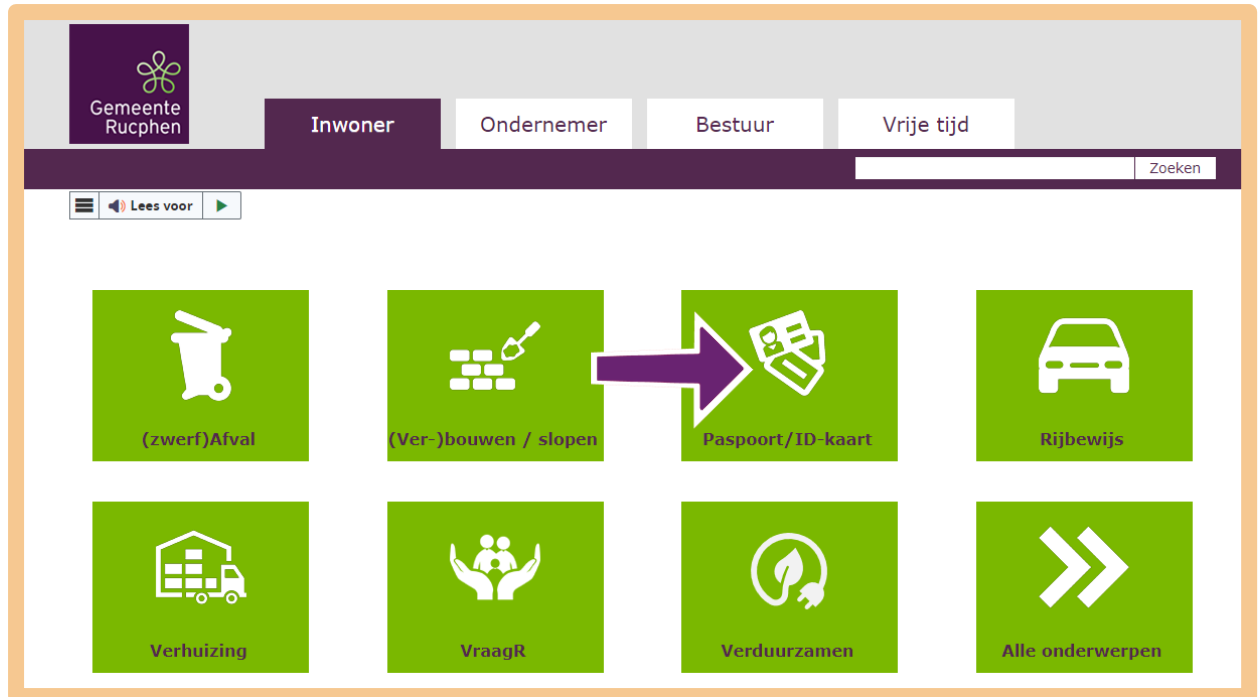 Gemeente
Rucphen
Inwoner
Ondernemer
Bestuur
Vrije tijd
Zoeken
Lees voor
(zwerf)Afval
(Ver-)bouwen / slopen
Paspoort/ID-kaart
Rijbewijs
Verhuizing
VraagR
Verduurzamen
Alle onderwerpen